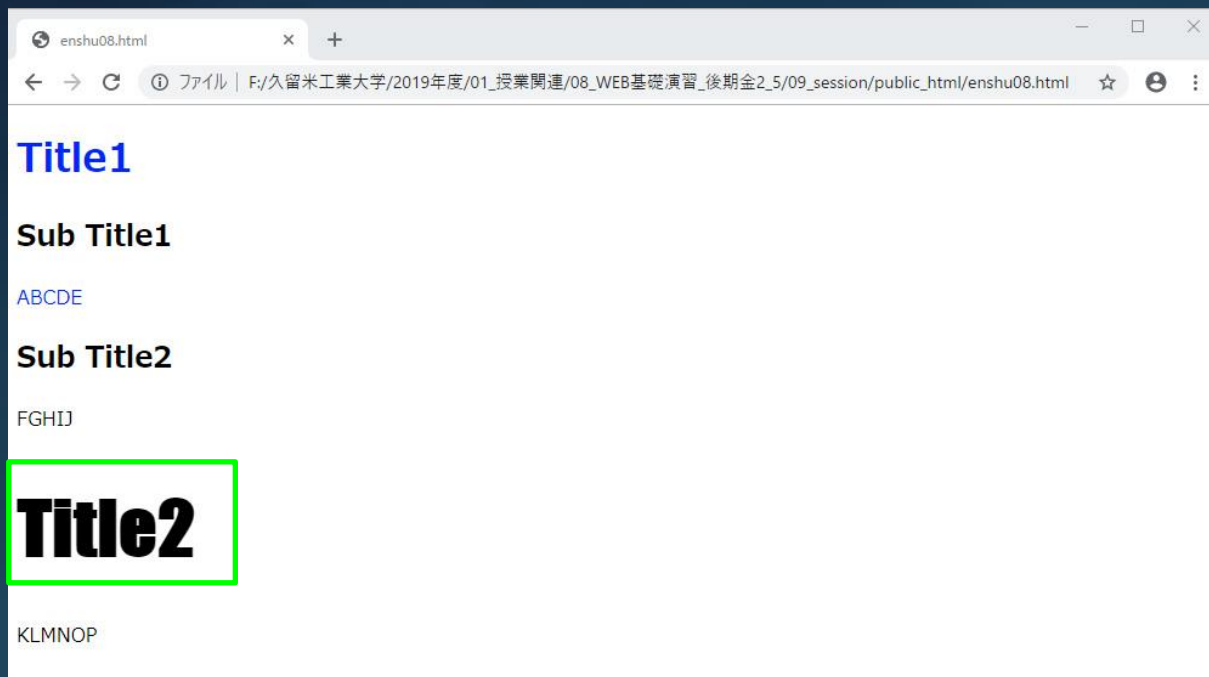 enshu08.html
ファイル | F:/久留米工業大学/2019年度/01_授業関連/08_WEB基礎演習_後期金2_5/09_session/public_html/enshu08.html
Title1
Sub Title1
ABCDE
Sub Title2
FGHIJ
Title2
KLMNOP